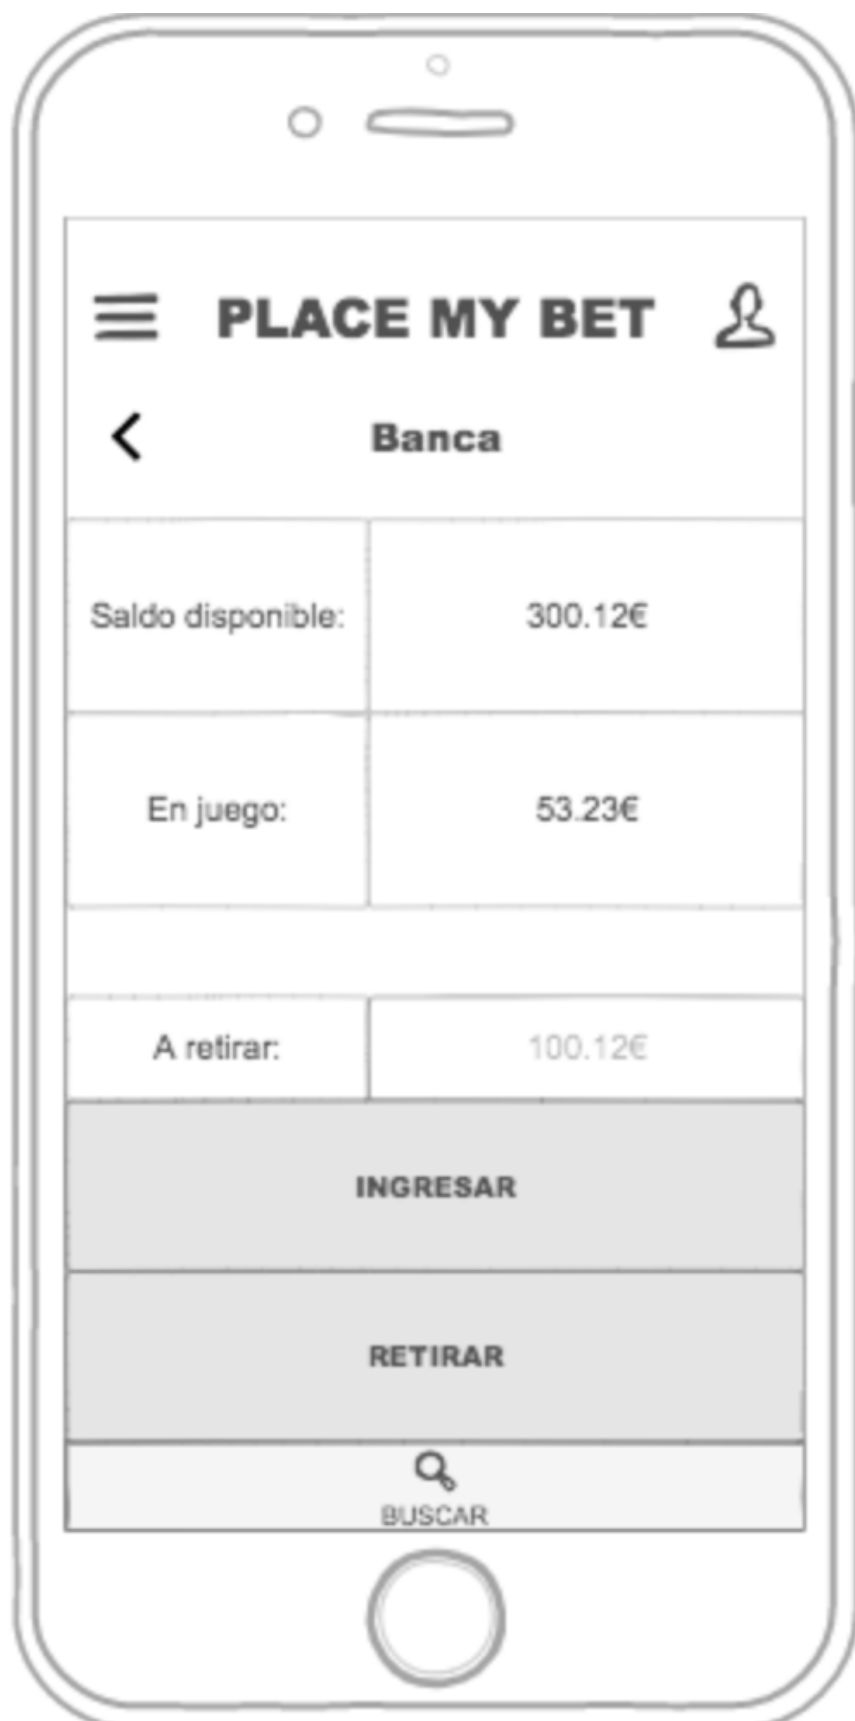 PLACE MY BET
Banca
Saldo disponible: 300.12€
En juego: 53.23€
A retirar: 100.12€
INGRESAR
RETIRAR
BUSCAR